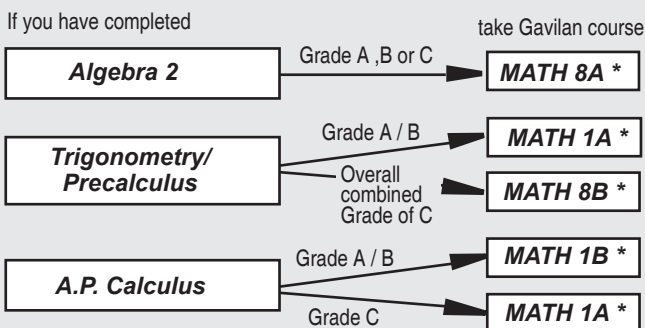 If you have completed
take Gavilan course
Algebra 2
Grade A ,B or C
MATH 8A *
Trigonometry/
Precalculus
Grade A / B
MATH 1A *
Overall
combined
Grade of C
MATH 8B *
A.P. Calculus
Grade A / B
MATH 1B *
Grade C
MATH 1A *